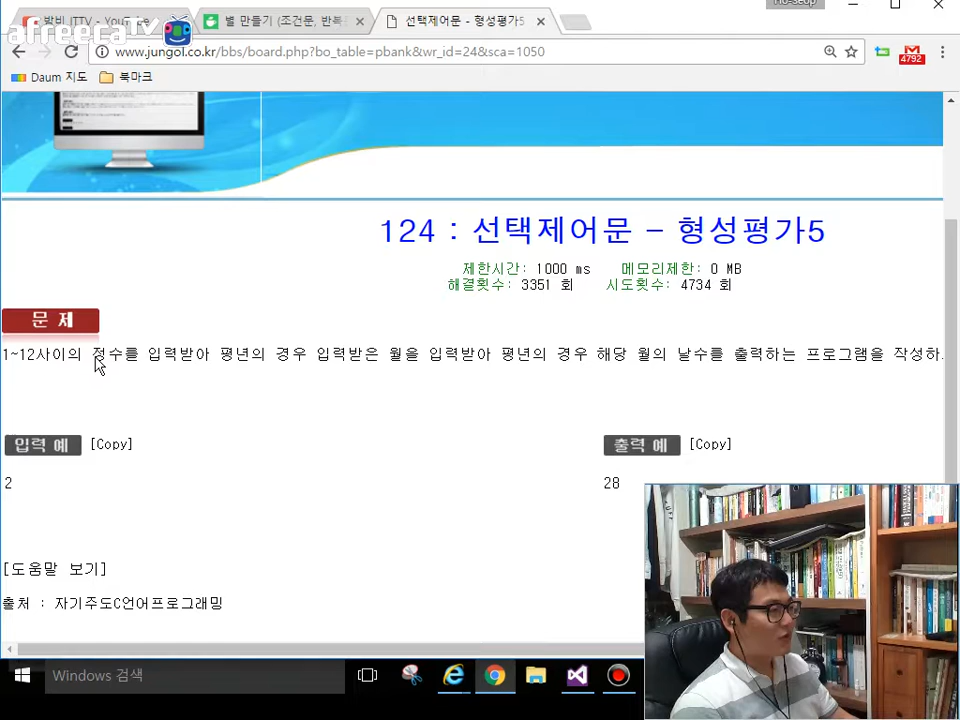 Ho-seop
JTV - YouTube
별 만들기 (조건문, 반복
선택제어문 - 형성평가5
afreecaTV
www.jungol.co.kr/bbs/board.php?bo_table=pbank&wr_id=24&sca=1050
4792
Daum 지도
북마크
124 : 선택제어문 - 형성평가5
제한시간: 1000 ms 메모리제한: 0 MB
해결횟수: 3351 회 시도횟수: 4734 회
문 제
1~12사이의 정수를 입력받아 평년의 경우 입력받은 월을 입력받아 평년의 경우 해당 월의 날수를 출력하는 프로그램을 작성하.
입력 예 [Copy]
출력 예 [Copy]
2
28
[도움말 보기]
출처 : 자기주도C언어프로그래밍
Windows 검색